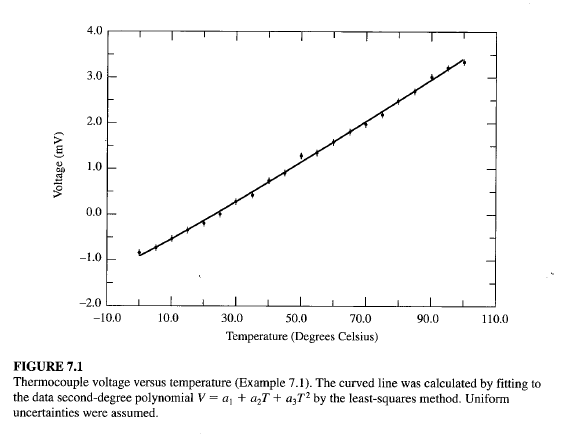 4.0
3.0
2.0
1.0
0.0
−1.0
−2.0
Voltage (mV)
−10.0 10.0 30.0 50.0 70.0 90.0 110.0
Temperature (Degrees Celsius)
FIGURE 7.1
Thermocouple voltage versus temperature (Example 7.1). The curved line was calculated by fitting to
the data second-degree polynomial V = a₁ + a₂T + a₃T² by the least-squares method. Uniform
uncertainties were assumed.